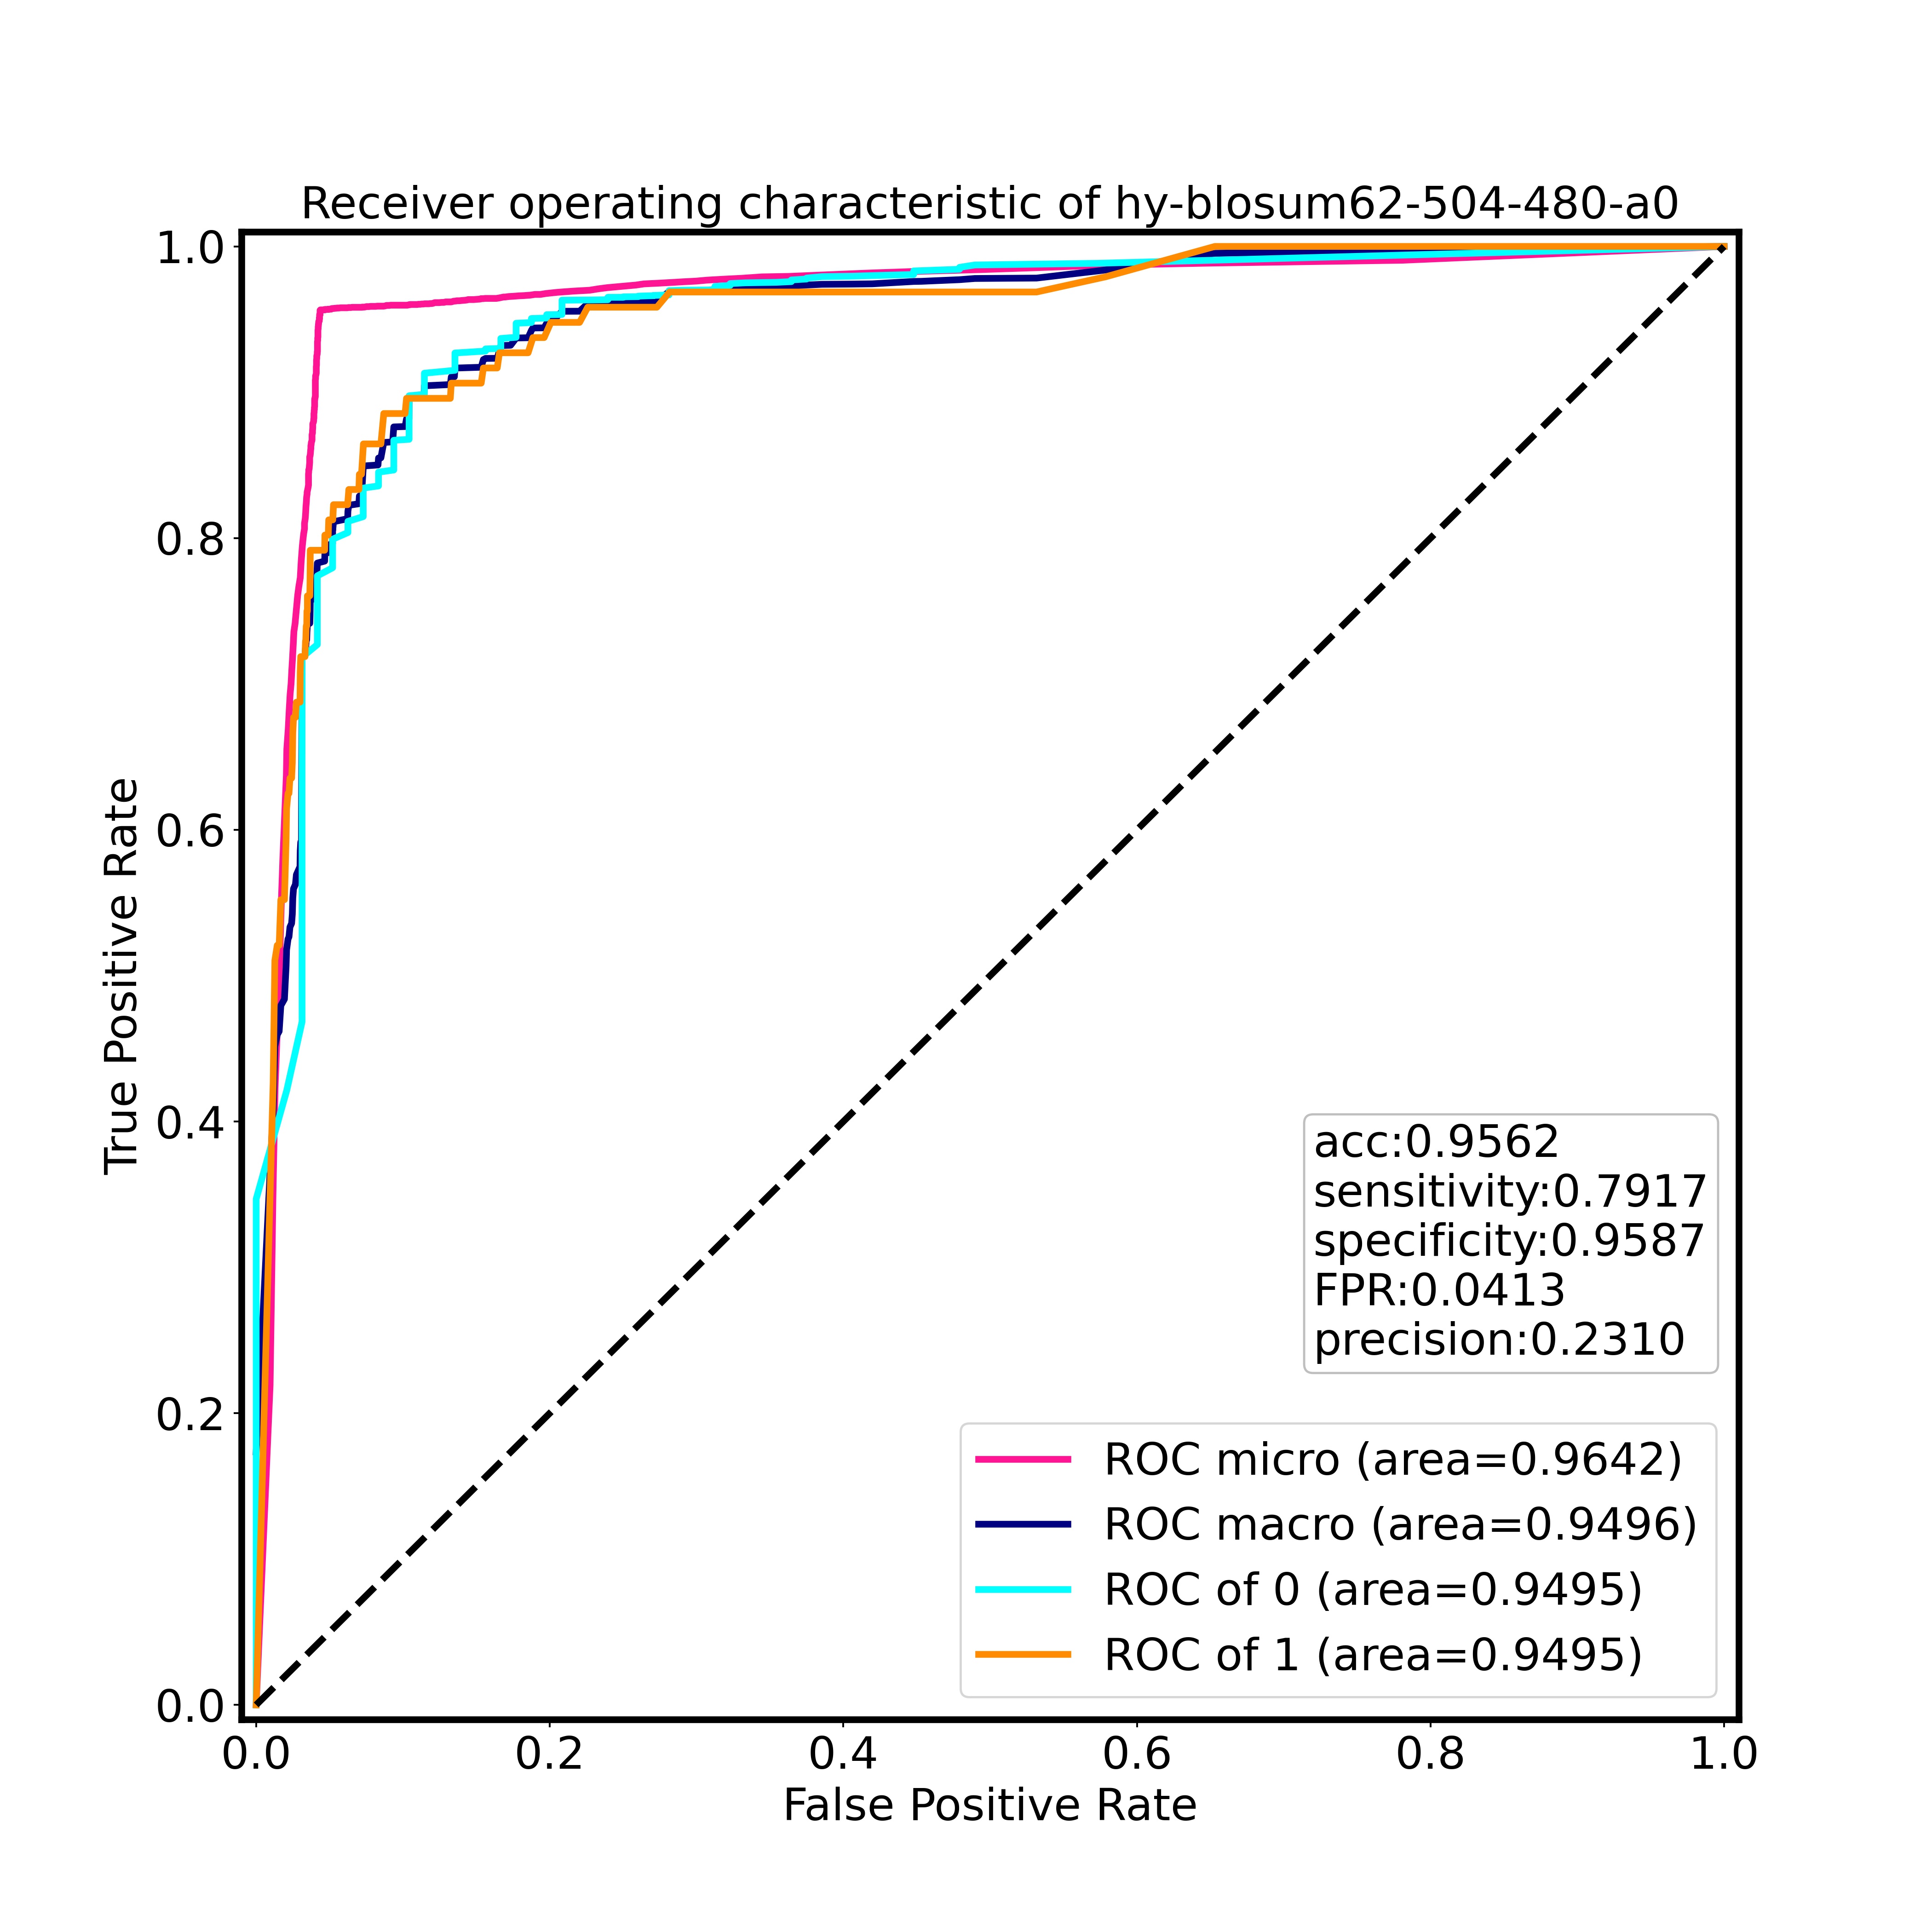 Receiver operating characteristic of hy-blosum62-504-480-a0
1.0
0.8
0.6
0.4
0.2
0.0
True Positive Rate
acc:0.9562
sensitivity:0.7917
specificity:0.9587
FPR:0.0413
precision:0.2310
ROC micro (area=0.9642)
ROC macro (area=0.9496)
ROC of 0 (area=0.9495)
ROC of 1 (area=0.9495)
0.0 0.2 0.4 0.6 0.8 1.0
False Positive Rate